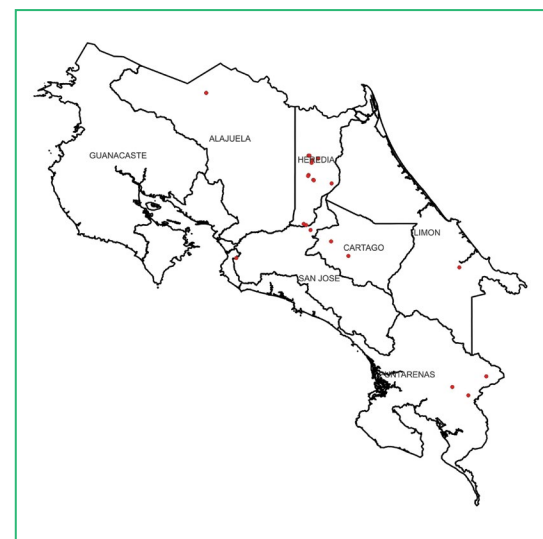 ALAJUELA
GUANACASTE
HEREDIA
LIMON
CARTAGO
SAN JOSE
PUNTARENAS